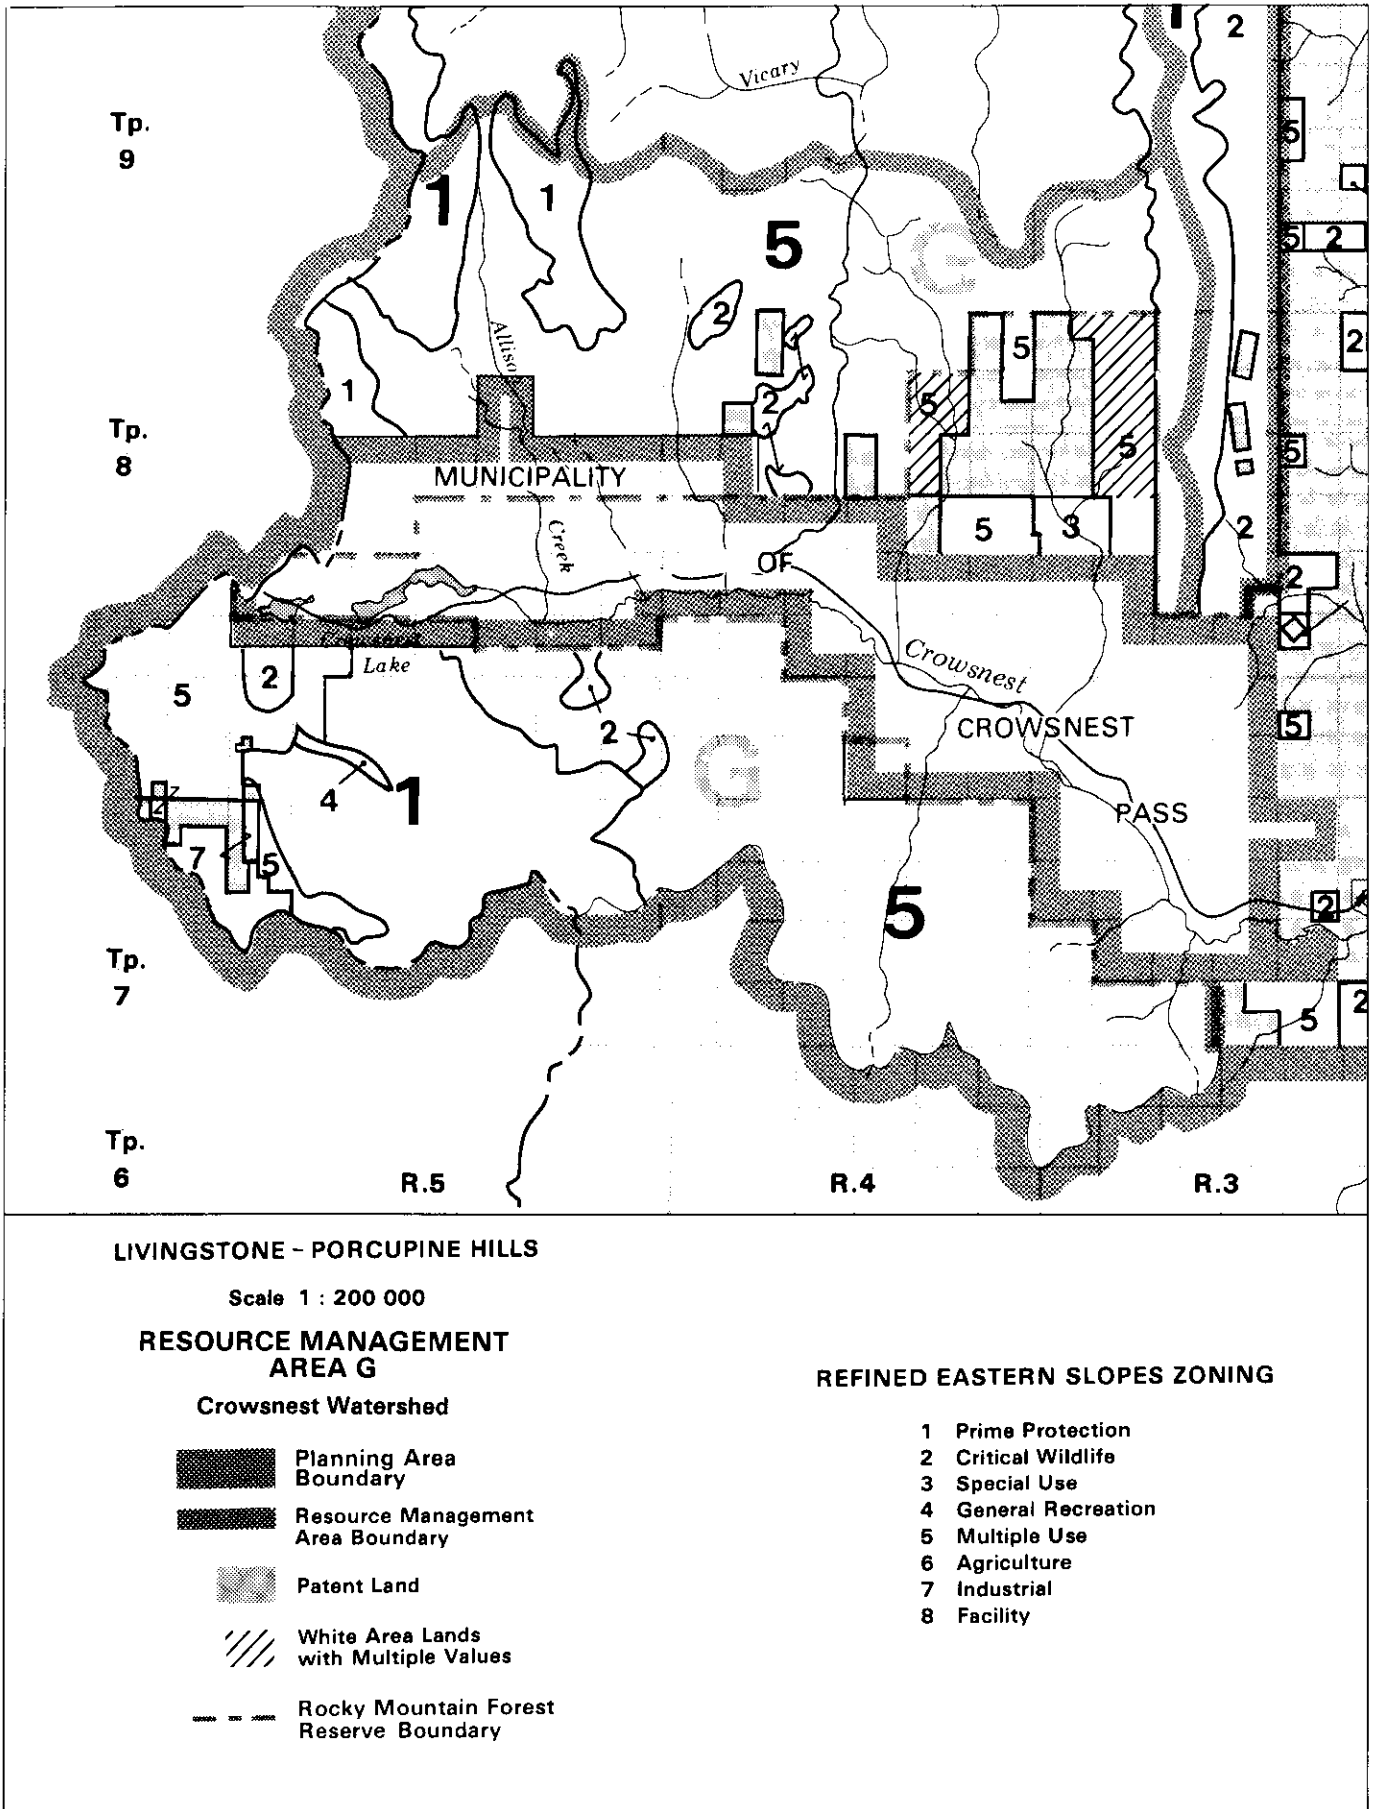 1
2
Vicary
Tp.
9
5
1
1
5
G
5
2
2
5
2
Allison
1
2
5
5
Tp.
8
5
5
MUNICIPALITY
5
3
2
Creek
OF
2
Crowsnest
Lake
Crowsnest
5
2
2
CROWSNEST
5
G
4
1
PASS
7
5
5
2
Tp.
7
5
2
Tp.
6
R.5
R.4
R.3
LIVINGSTONE - PORCUPINE HILLS
Scale 1 : 200 000
RESOURCE MANAGEMENT
AREA G
Crowsnest Watershed
Planning Area
Boundary
Resource Management
Area Boundary
Patent Land
White Area Lands
with Multiple Values
Rocky Mountain Forest
Reserve Boundary
REFINED EASTERN SLOPES ZONING
1 Prime Protection
2 Critical Wildlife
3 Special Use
4 General Recreation
5 Multiple Use
6 Agriculture
7 Industrial
8 Facility